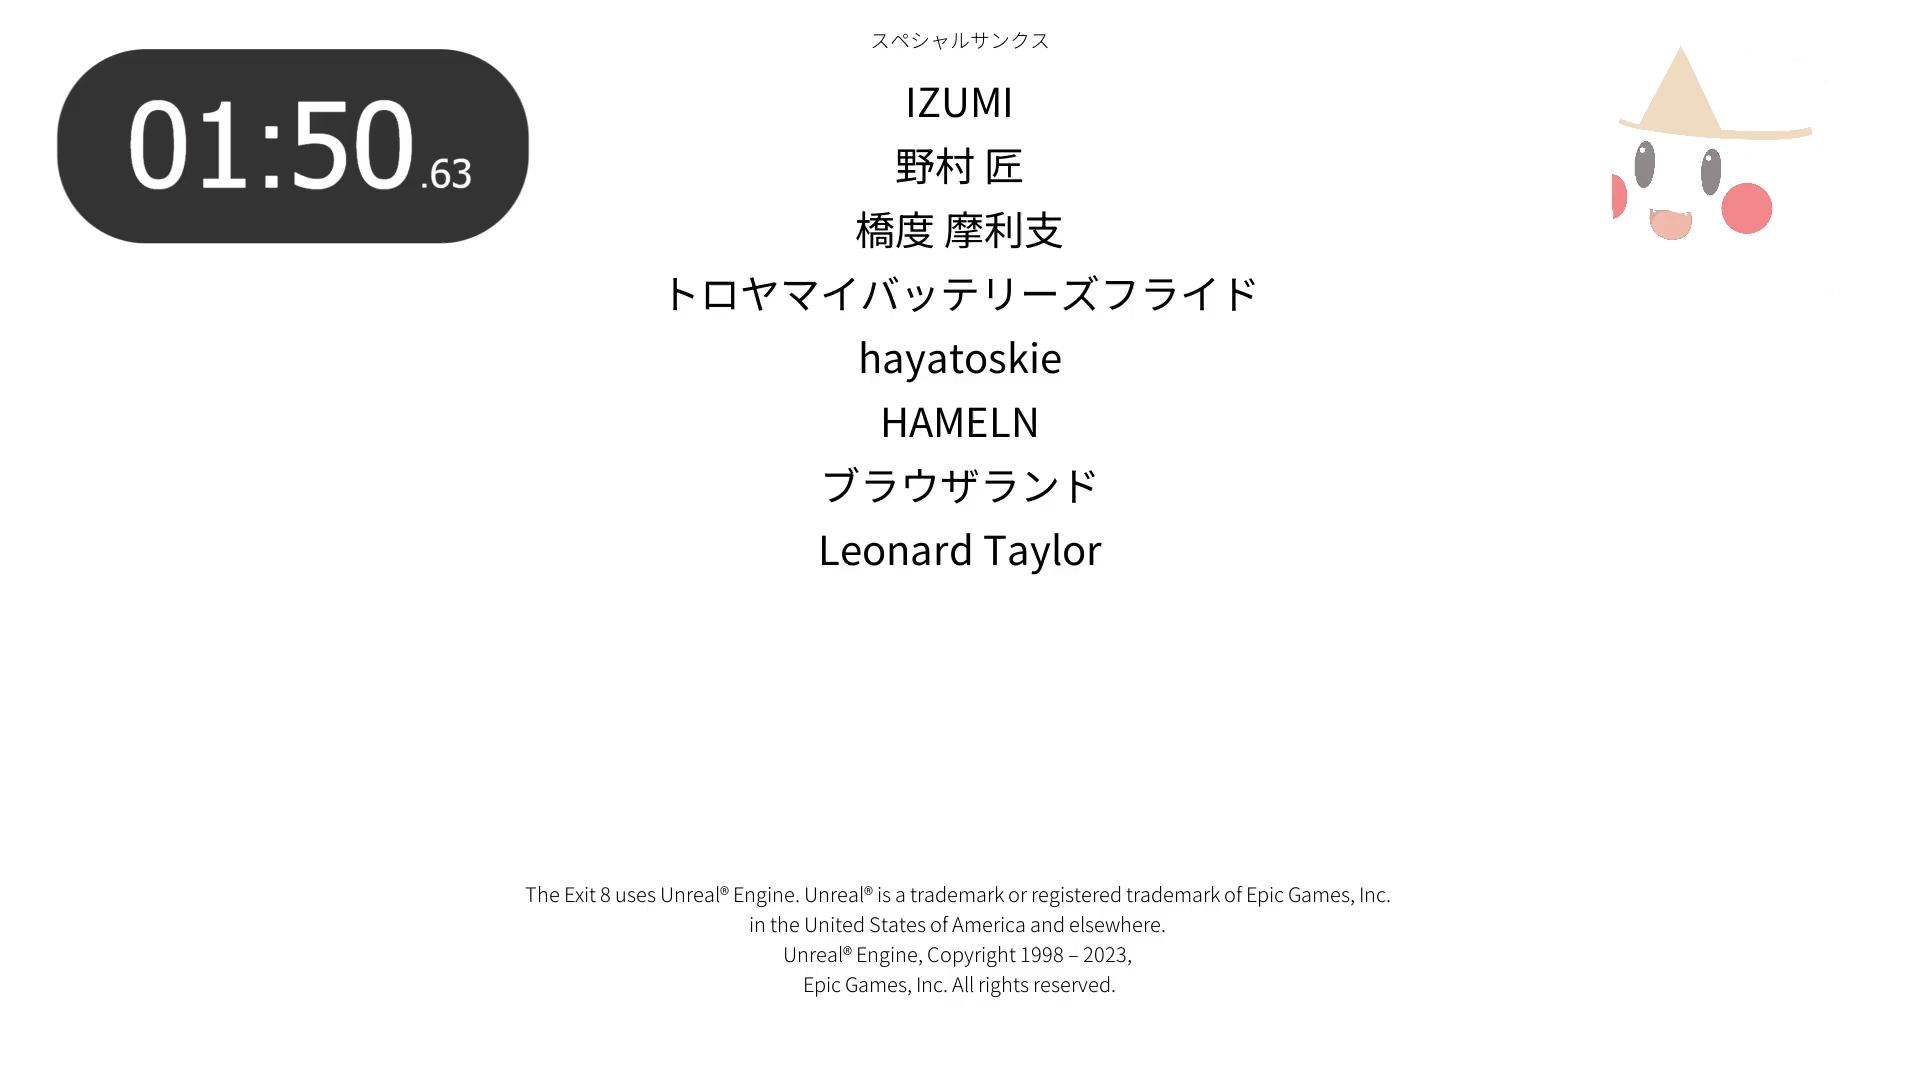 01:50.63
スペシャルサンクス
IZUMI
野村 匠
橋度 摩利支
トロヤマイバッテリーズフライド
hayatoskie
HAMELN
ブラウザランド
Leonard Taylor
The Exit 8 uses Unreal® Engine. Unreal® is a trademark or registered trademark of Epic Games, Inc.
in the United States of America and elsewhere.
Unreal® Engine, Copyright 1998 – 2023,
Epic Games, Inc. All rights reserved.